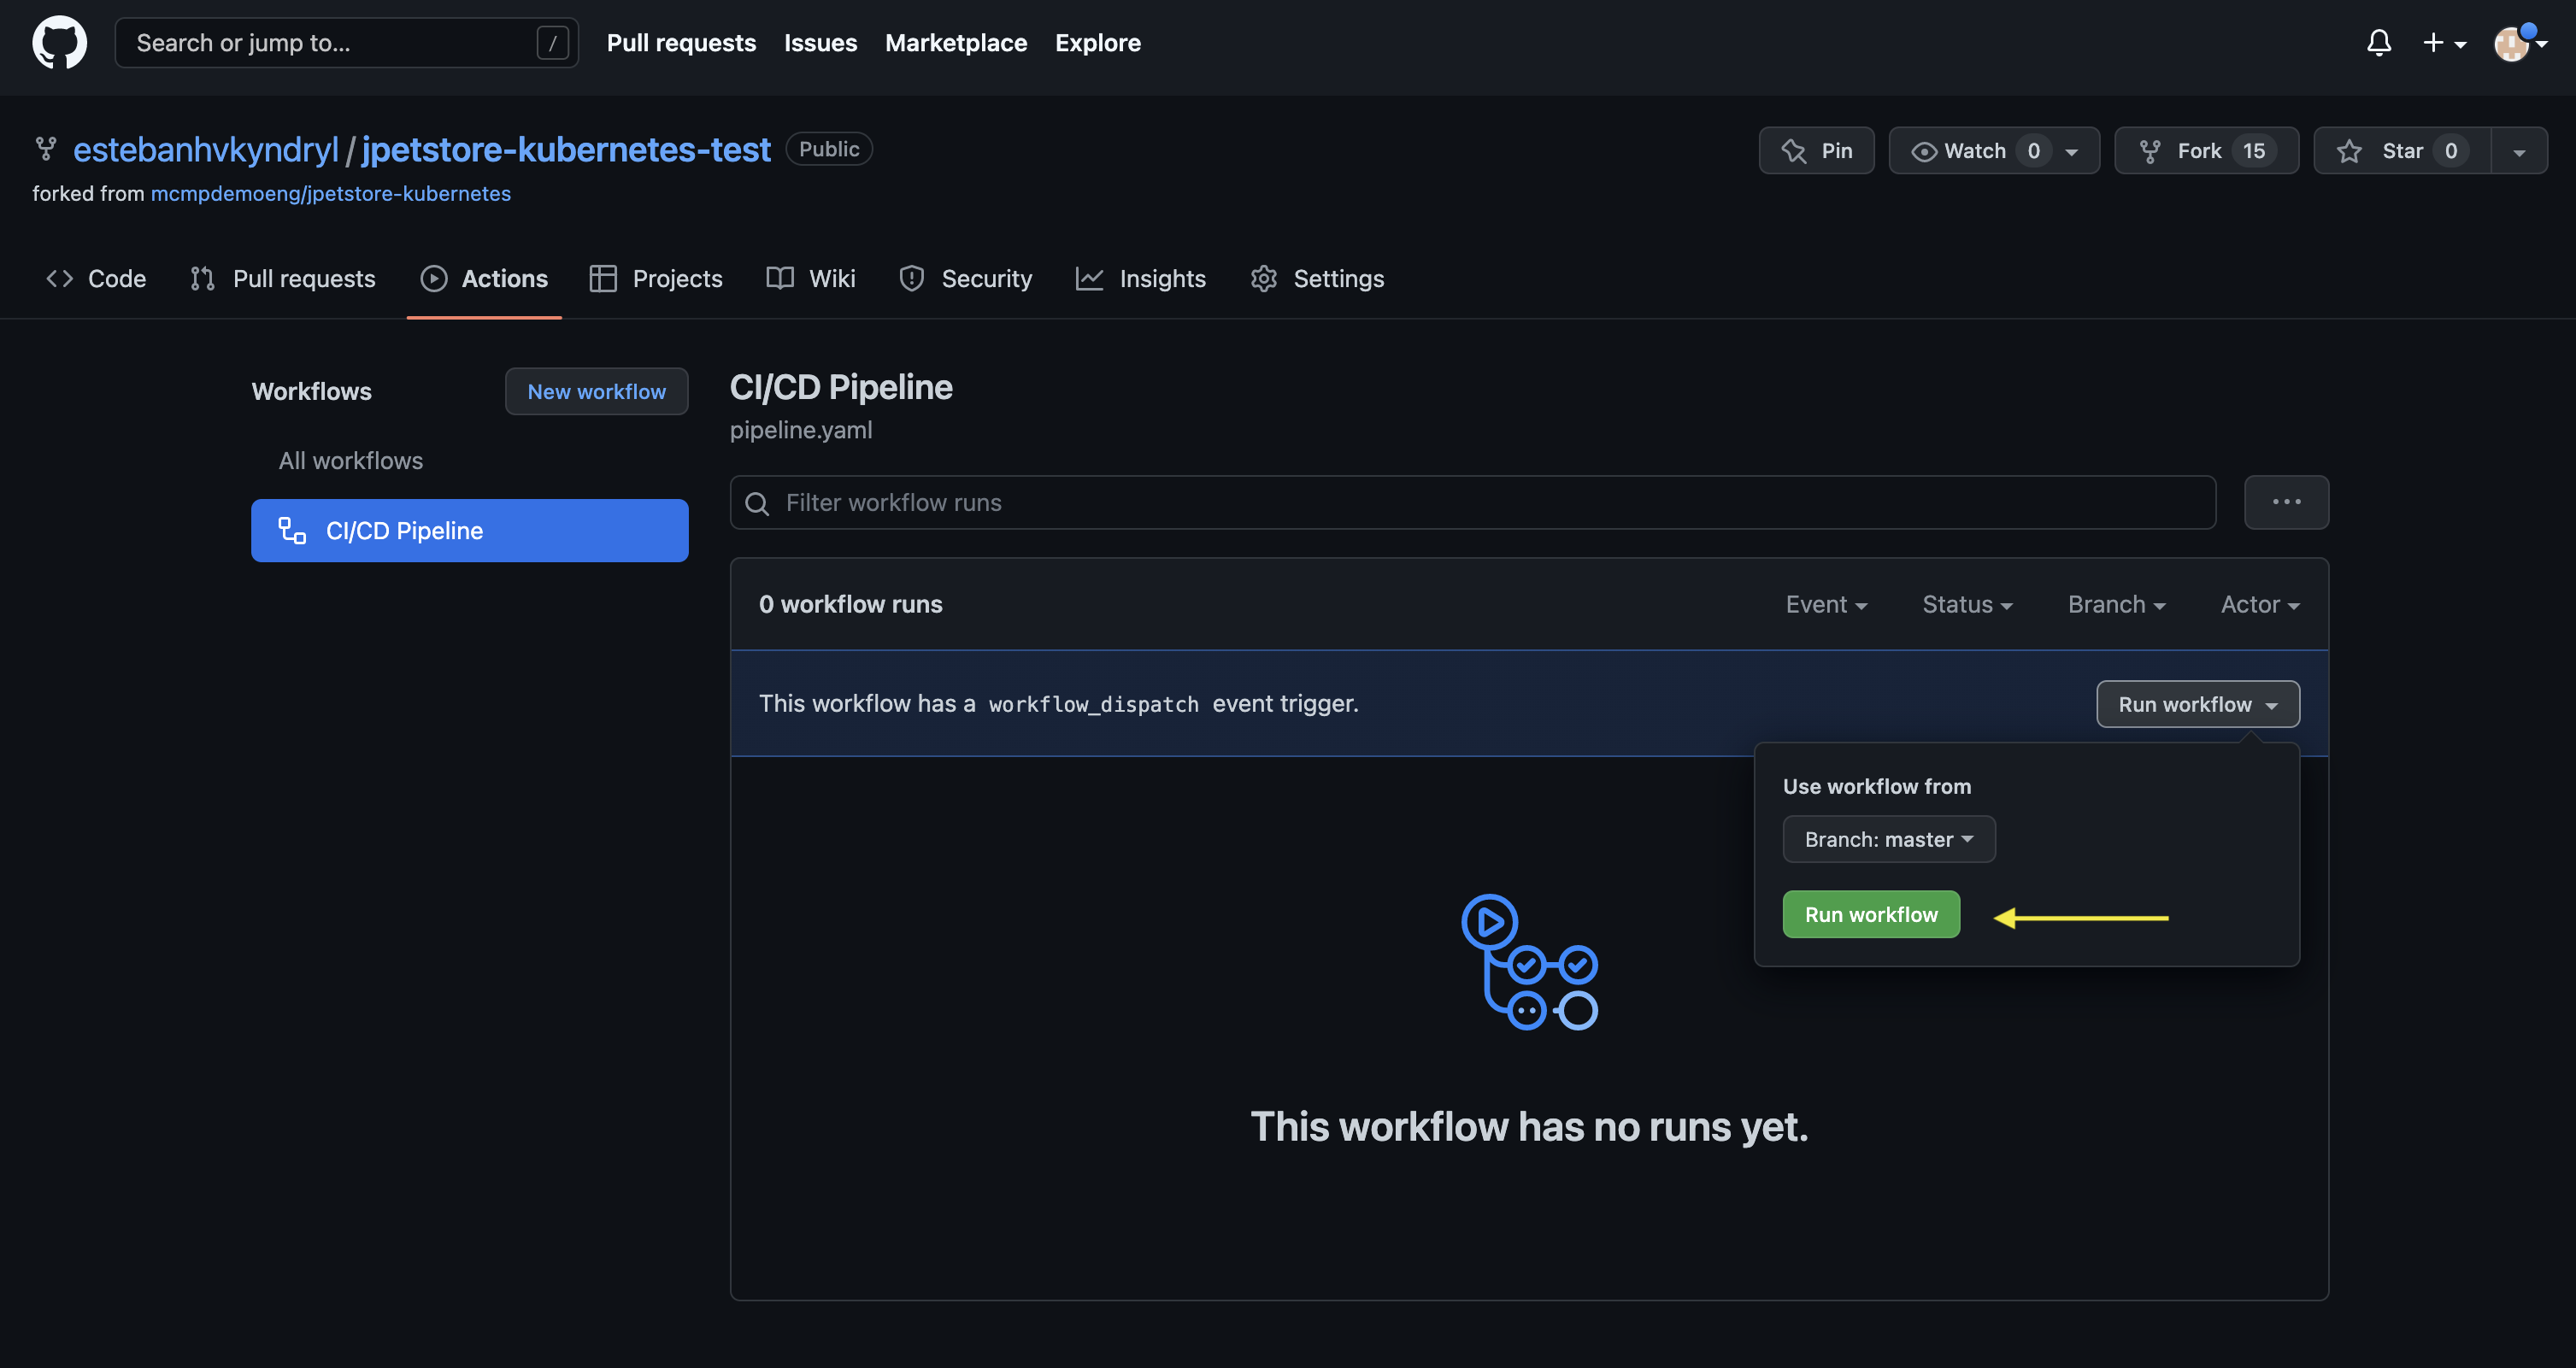 Search or jump to... / Pull requests Issues Marketplace Explore
estebanhvkyndryl / jpetstore-kubernetes-test Public Pin Watch 0 Fork 15 Star 0
forked from mcmpdemoeng/jpetstore-kubernetes
Code Pull requests Actions Projects Wiki Security Insights Settings
Workflows New workflow
All workflows
CI/CD Pipeline
CI/CD Pipeline
pipeline.yaml
Filter workflow runs
0 workflow runs Event Status Branch Actor
This workflow has a workflow_dispatch event trigger. Run workflow
Use workflow from
Branch: master
Run workflow
This workflow has no runs yet.